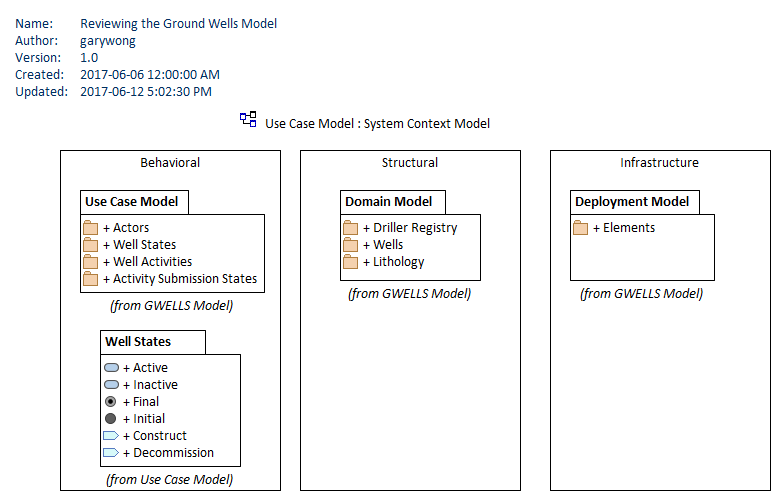 Name: Reviewing the Ground Wells Model
Author: garywong
Version: 1.0
Created: 2017-06-06 12:00:00 AM
Updated: 2017-06-12 5:02:30 PM
Use Case Model : System Context Model
Behavioral
Use Case Model
+ Actors
+ Well States
+ Well Activities
+ Activity Submission States
(from GWELLS Model)
Well States
+ Active
+ Inactive
+ Final
+ Initial
+ Construct
+ Decommission
(from Use Case Model)
Structural
Domain Model
+ Driller Registry
+ Wells
+ Lithology
(from GWELLS Model)
Infrastructure
Deployment Model
+ Elements
(from GWELLS Model)